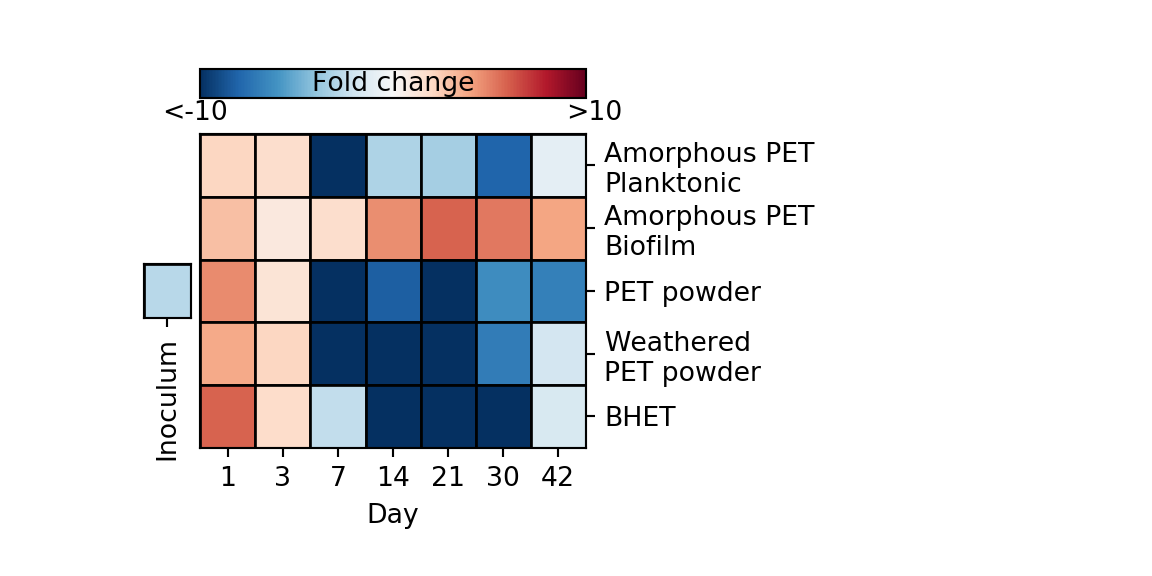 Fold change
<-10 >10
Amorphous PET
Planktonic
Amorphous PET
Biofilm
PET powder
Weathered
PET powder
BHET
Inoculum
1 3 7 14 21 30 42
Day